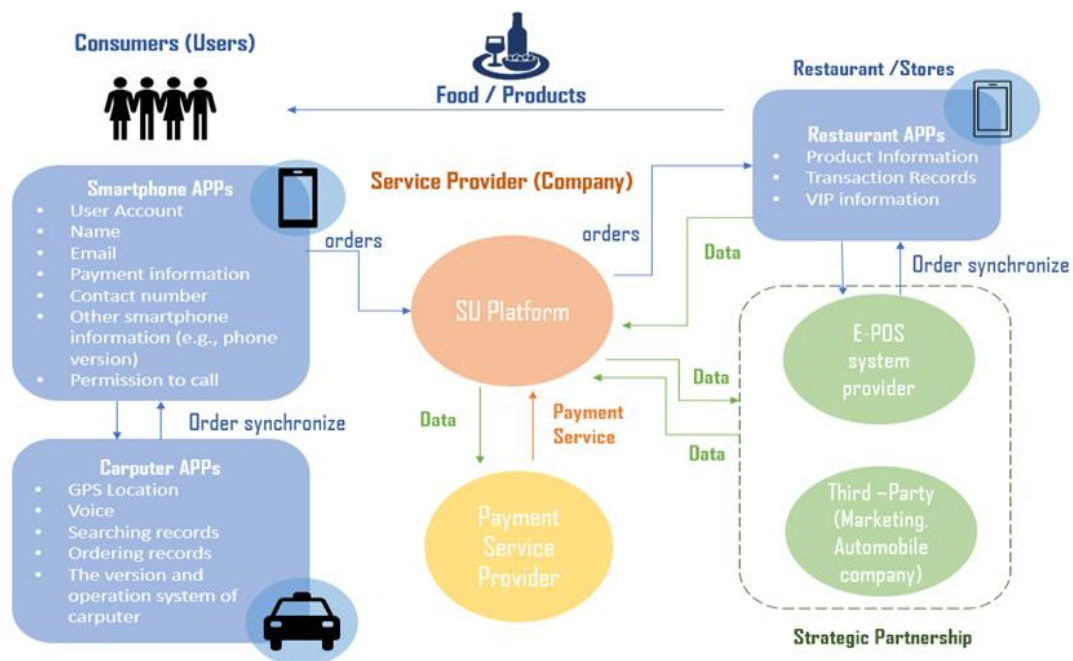 Consumers (Users)
Food / Products
Restaurant /Stores
Restaurant APPs
• Product Information
• Transaction Records
• VIP information
Smartphone APPs
• User Account
• Name
• Email
• Payment information
• Contact number
• Other smartphone
information (e.g., phone
version)
• Permission to call
Service Provider (Company)
orders
orders
Data
Order synchronize
SU Platform
E-POS
system
provider
Data
Data
Order synchronize
Data
Payment
Service
Carputer APPs
• GPS Location
• Voice
• Searching records
• Ordering records
• The version and
operation system of
carputer
Payment
Service
Provider
Third –Party
(Marketing.
Automobile
company)
Strategic Partnership